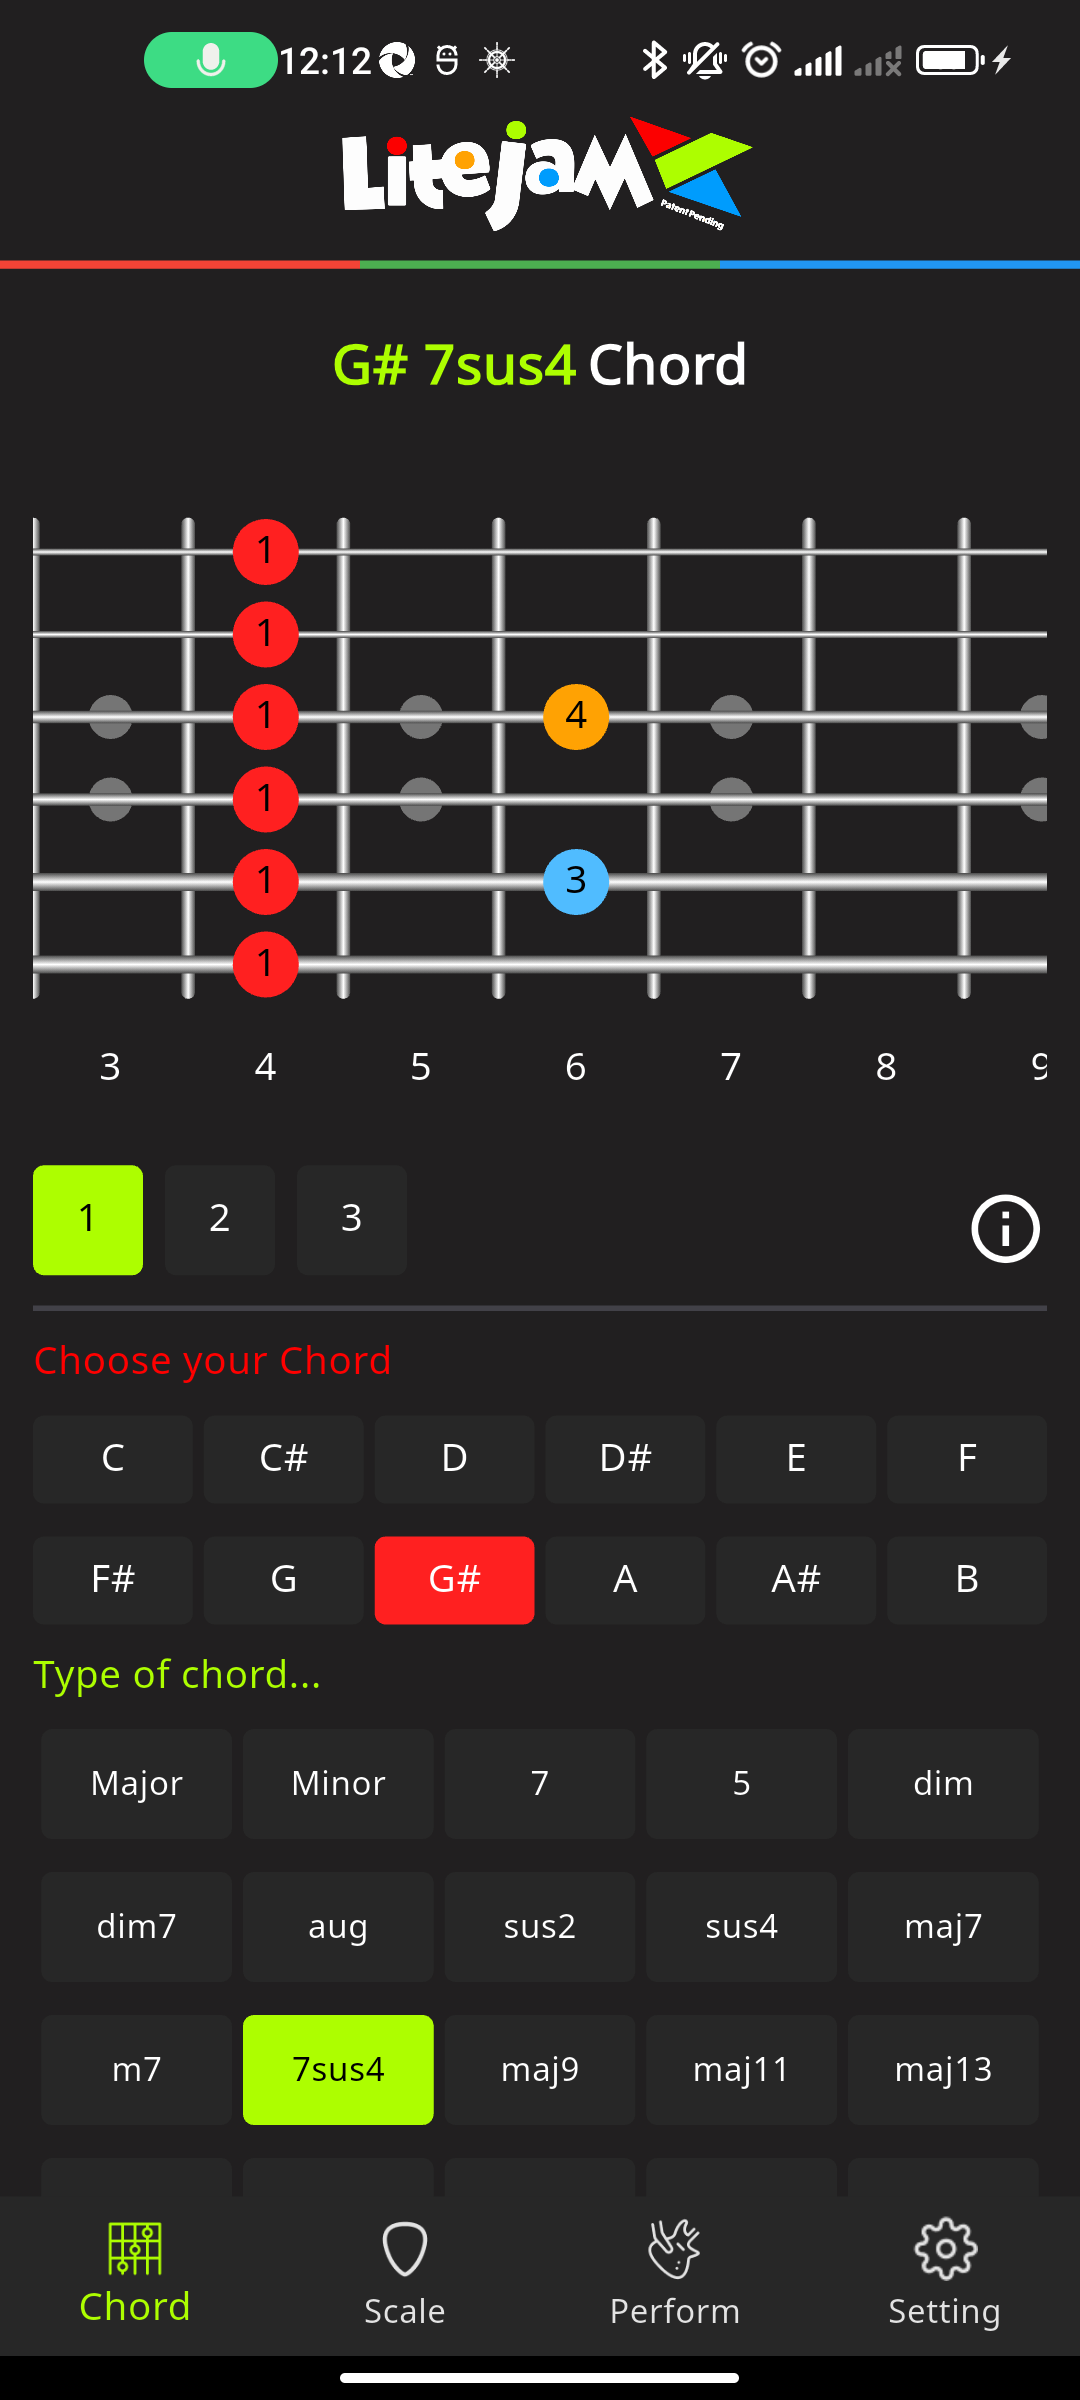 12:12
Litejam
Patent Pending
G# 7sus4 Chord
1
1
1 4
1
1 3
1
3 4 5 6 7 8 9
1 2 3
Choose your Chord
C C# D D# E F
F# G G# A A# B
Type of chord...
Major Minor 7 5 dim
dim7 aug sus2 sus4 maj7
m7 7sus4 maj9 maj11 maj13
Chord Scale Perform Setting